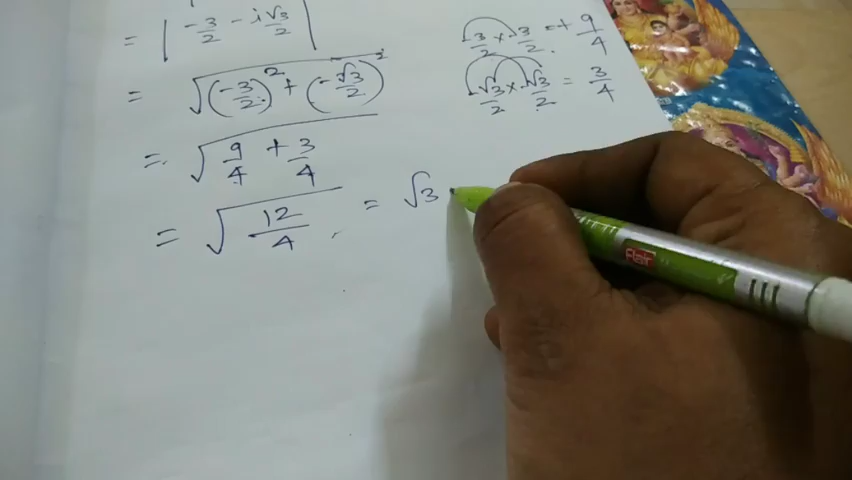 = | -3/2 - i √3/2 |
= √((-3/2)² + (-√3/2)²)
= √(9/4 + 3/4)
= √(12/4) = √3
3/2 × 3/2 = + 9/4
√3/2 × √3/2 = 3/4
Flair